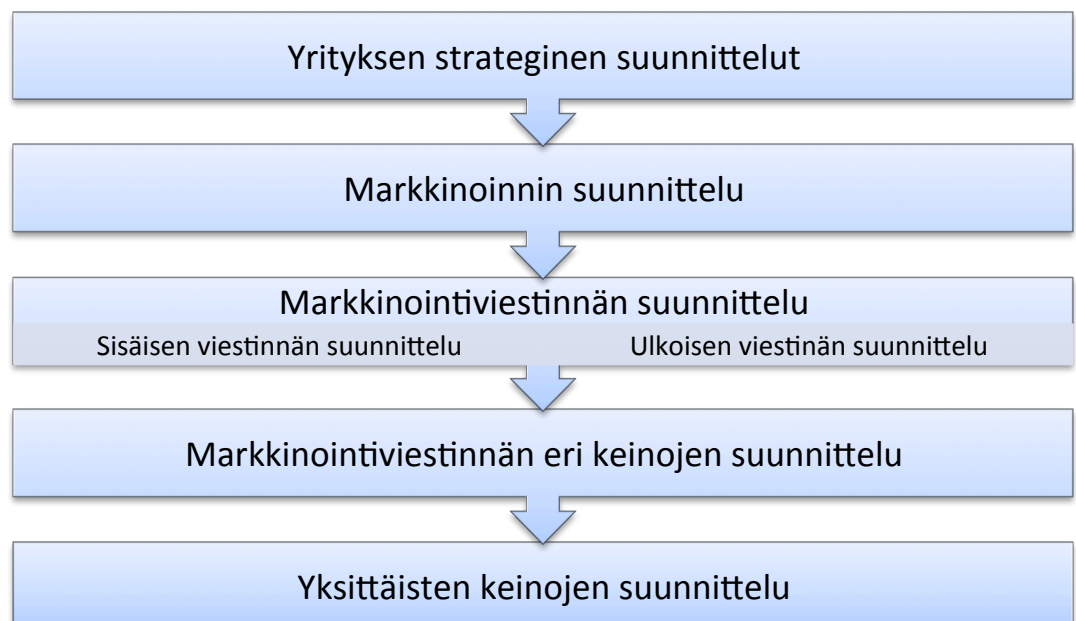 Yrityksen strateginen suunnittelut
Markkinoinnin suunnittelu
Markkinointiviestinnän suunnittelu
Sisäisen viestinnän suunnittelu
Ulkoisen viestinän suunnittelu
Markkinointiviestinnän eri keinojen suunnittelu
Yksittäisten keinojen suunnittelu